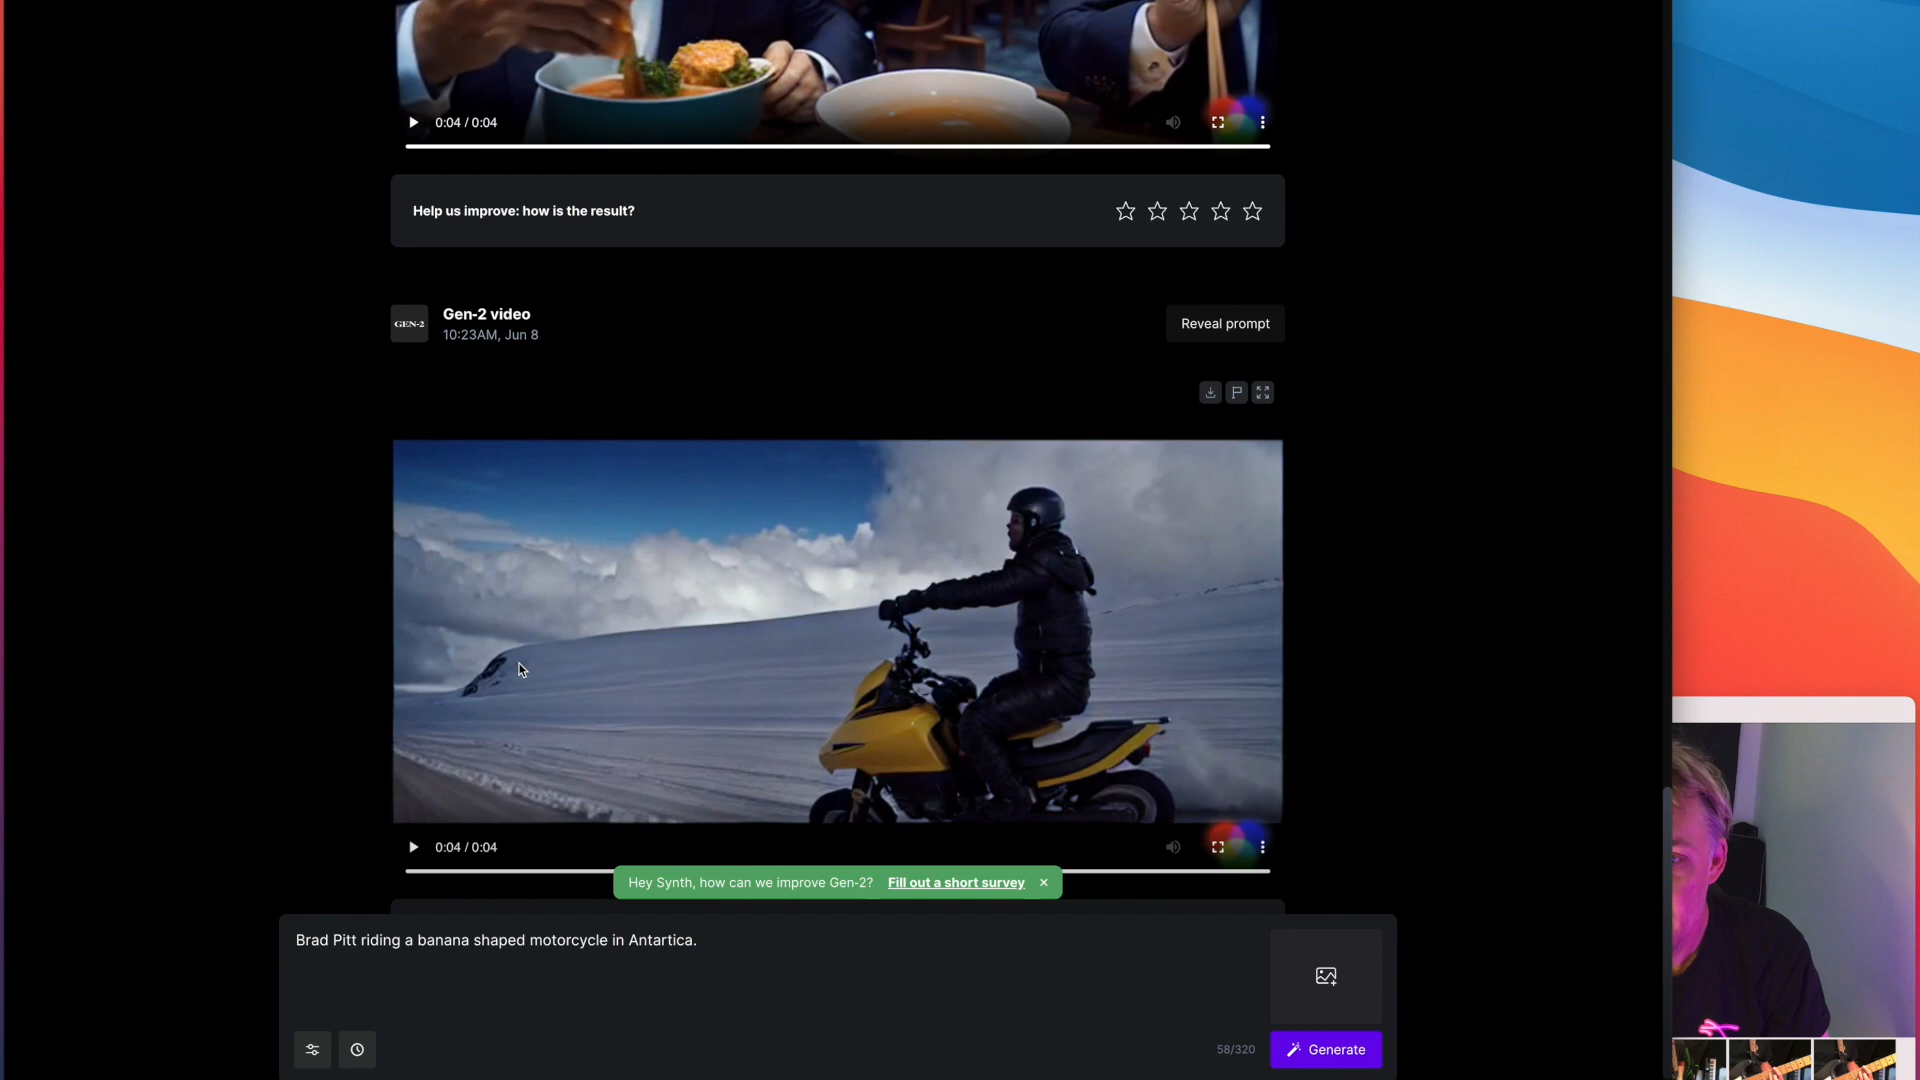 0:04 / 0:04
Help us improve: how is the result?
GEN-2
Gen-2 video
10:23AM, Jun 8
Reveal prompt
0:04 / 0:04
Hey Synth, how can we improve Gen-2? Fill out a short survey
Brad Pitt riding a banana shaped motorcycle in Antartica.
58/320
Generate